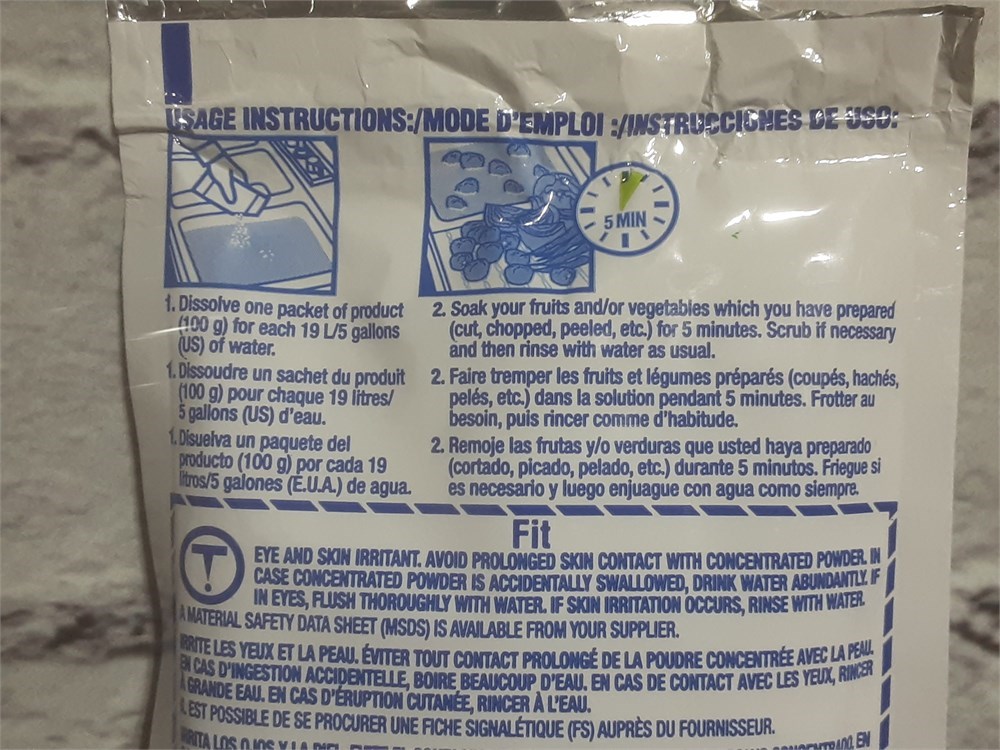 USAGE INSTRUCTIONS:/MODE D'EMPLOI :/INSTRUCCIONES DE USO:
5 MIN
1. Dissolve one packet of product
(100 g) for each 19 L/5 gallons
(US) of water.
2. Soak your fruits and/or vegetables which you have prepared
(cut, chopped, peeled, etc.) for 5 minutes. Scrub if necessary
and then rinse with water as usual.
1. Dissoudre un sachet du produit
(100 g) pour chaque 19 litres/
5 gallons (US) d'eau.
2. Faire tremper les fruits et légumes préparés (coupés, hachés,
pelés, etc.) dans la solution pendant 5 minutes. Frotter au
besoin, puis rincer comme d'habitude.
1. Disuelva un paquete del
producto (100 g) por cada 19
litros/5 galones (E.U.A.) de agua.
2. Remoje las frutas y/o verduras que usted haya preparado
(cortado, picado, pelado, etc.) durante 5 minutos. Friegue si
es necesario y luego enjuague con agua como siempre.
Fit
EYE AND SKIN IRRITANT. AVOID PROLONGED SKIN CONTACT WITH CONCENTRATED POWDER. IN
CASE CONCENTRATED POWDER IS ACCIDENTALLY SWALLOWED, DRINK WATER ABUNDANTLY. IF
IN EYES, FLUSH THOROUGHLY WITH WATER. IF SKIN IRRITATION OCCURS, RINSE WITH WATER.
A MATERIAL SAFETY DATA SHEET (MSDS) IS AVAILABLE FROM YOUR SUPPLIER.
IRRITE LES YEUX ET LA PEAU. ÉVITER TOUT CONTACT PROLONGÉ DE LA POUDRE CONCENTRÉE AVEC LA PEAU.
EN CAS D'INGESTION ACCIDENTELLE, BOIRE BEAUCOUP D'EAU. EN CAS DE CONTACT AVEC LES YEUX, RINCER
À GRANDE EAU. EN CAS D'ÉRUPTION CUTANÉE, RINCER À L'EAU.
IL EST POSSIBLE DE SE PROCURER UNE FICHE SIGNALÉTIQUE (FS) AUPRÈS DU FOURNISSEUR.
IRRITA LOS OJOS Y LA PIEL. CONCENTRADO, EN